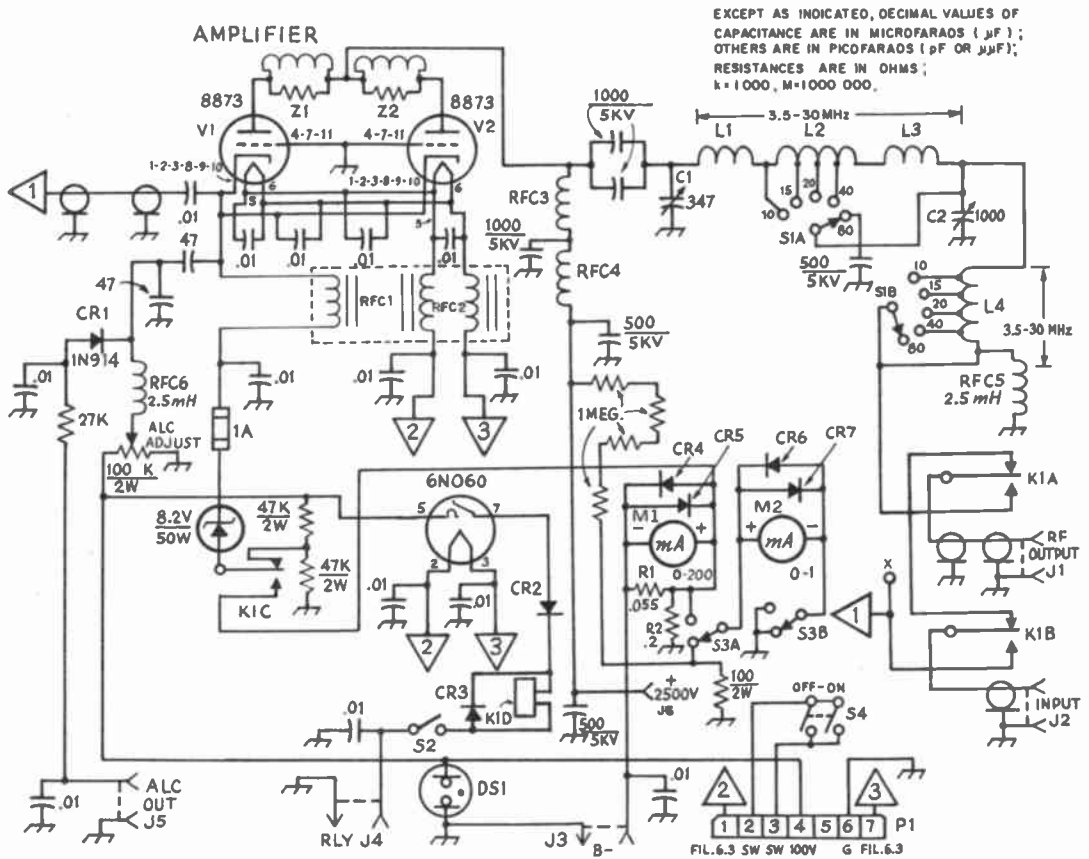 EXCEPT AS INDICATED, DECIMAL VALUES OF
CAPACITANCE ARE IN MICROFARAOS ( µF ) ;
OTHERS ARE IN PICOFARAOS ( pF OR µµF);
RESISTANCES ARE IN OHMS ;
k=1000, M=1000 000.
AMPLIFIER
8873
Z1
Z2
8873
V1
4-7-11
4-7-11
V2
1-2-3-8-9-10
1-2-3-8-9-10
6
6
5
5
1
.01
.01
.01
.01
.01
47
47
1000
5KV
3.5-30 MHz
L1
L2
L3
C1
347
10
15
20
40
80
S1A
C2
1000
500
5KV
RFC3
1000
5KV
RFC4
RFC1
RFC2
S1B
10
15
20
40
80
L4
3.5-30 MHz
RFC5
2.5mH
CR1
1N914
.01
RFC6
2.5mH
27K
ALC
ADJUST
100 K
2W
.01
1A
.01
.01
2
3
500
5KV
1 MEG.
8.2V
50W
47K
2W
47K
2W
K1C
6NO60
5
7
2
3
.01
.01
2
3
CR2
CR3
K1D
S2
.01
CR4
CR5
CR6
CR7
M1
-
+
mA
0-200
M2
+
-
mA
0-1
R1
.055
R2
.2
S3A
S3B
1
X
K1A
RF
OUTPUT
J1
K1B
INPUT
J2
+
2500V
J6
500
5KV
100
2W
OFF-ON
S4
.01
ALC
OUT
J5
RLY J4
DS1
J3
B-
.01
2
3
1 2 3 4 5 6 7 P1
FIL.6.3 SW SW 100V G FIL.6.3